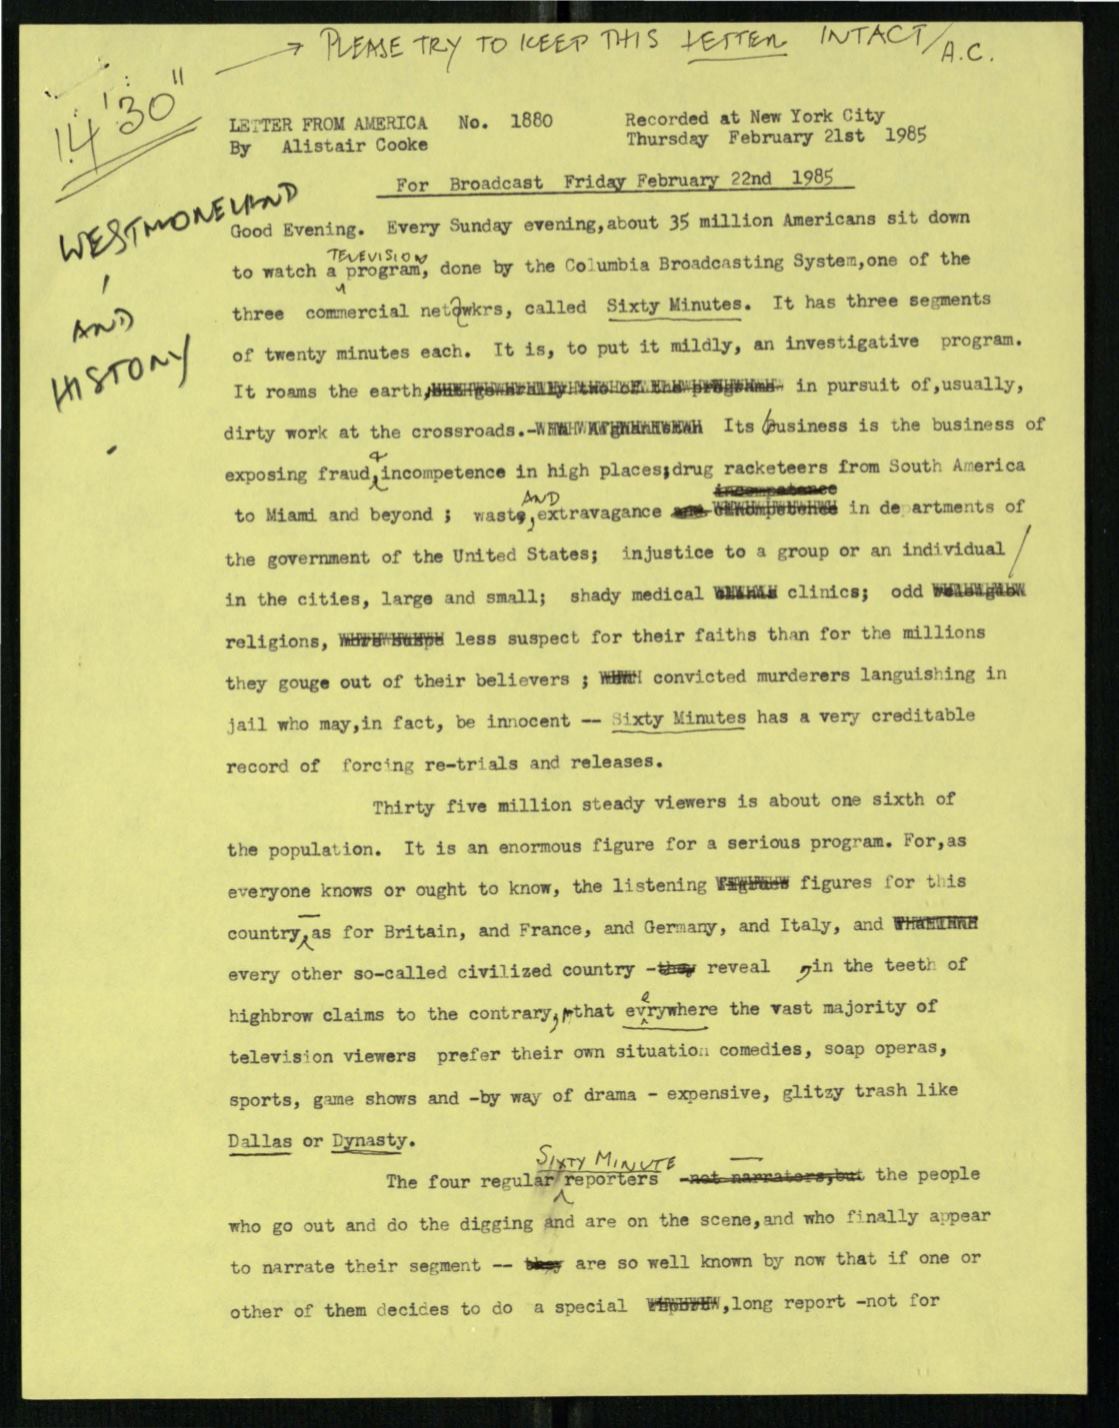 → PLEASE TRY TO KEEP THIS LETTER INTACT/
A.C.
14'30"
LETTER FROM AMERICA No. 1880 Recorded at New York City
By Alistair Cooke Thursday February 21st 1985
For Broadcast Friday February 22nd 1985
WESTMORELAND
AND
HISTORY
Good Evening. Every Sunday evening,about 35 million Americans sit down
to watch a TELEVISION program, done by the Columbia Broadcasting System,one of the
three commercial netowkrs, called Sixty Minutes. It has three segments
of twenty minutes each. It is, to put it mildly, an investigative program.
It roams the earth, in pursuit of,usually,
dirty work at the crossroads. Its business is the business of
exposing fraud,& incompetence in high places;drug racketeers from South America
to Miami and beyond ; waste, AND extravagance in de artments of
the government of the United States; injustice to a group or an individual/
in the cities, large and small; shady medical clinics; odd
religions, less suspect for their faiths than for the millions
they gouge out of their believers ; convicted murderers languishing in
jail who may,in fact, be innocent -- Sixty Minutes has a very creditable
record of forcing re-trials and releases.
Thirty five million steady viewers is about one sixth of
the population. It is an enormous figure for a serious program. For,as
everyone knows or ought to know, the listening figures for this
country, — as for Britain, and France, and Germany, and Italy, and
every other so-called civilized country - they reveal ,in the teeth of
highbrow claims to the contrary, that everywhere the vast majority of
television viewers prefer their own situation comedies, soap operas,
sports, game shows and -by way of drama - expensive, glitzy trash like
Dallas or Dynasty.
The four regular SIXTY MINUTE reporters — -not narrators,but the people
who go out and do the digging and are on the scene,and who finally appear
to narrate their segment -- they are so well known by now that if one or
other of them decides to do a special ,long report -not for